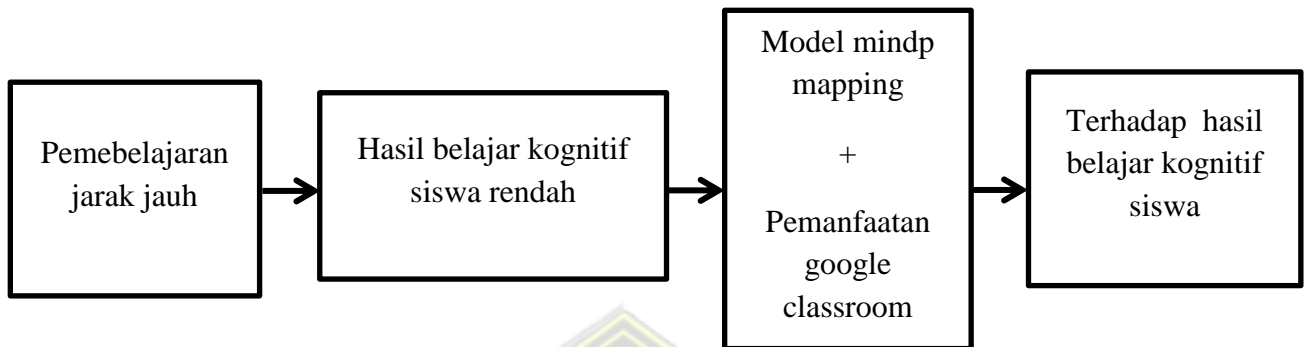 Pemebelajaran
jarak jauh
Hasil belajar kognitif
siswa rendah
Model mindp
mapping
+
Pemanfaatan
google
classroom
Terhadap hasil
belajar kognitif
siswa